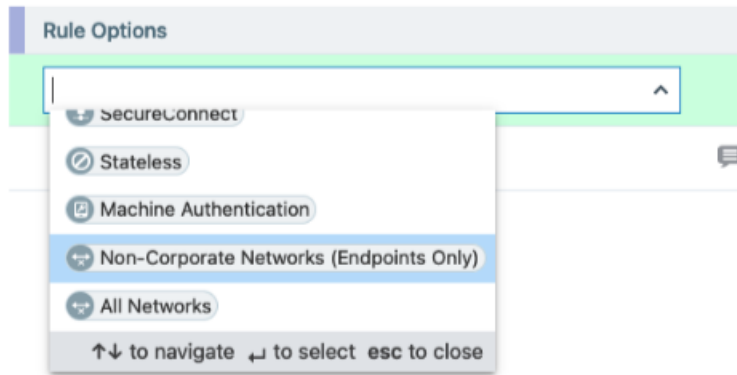 Rule Options
SecureConnect
Stateless
Machine Authentication
Non-Corporate Networks (Endpoints Only)
All Networks
↑↓ to navigate ↵ to select esc to close